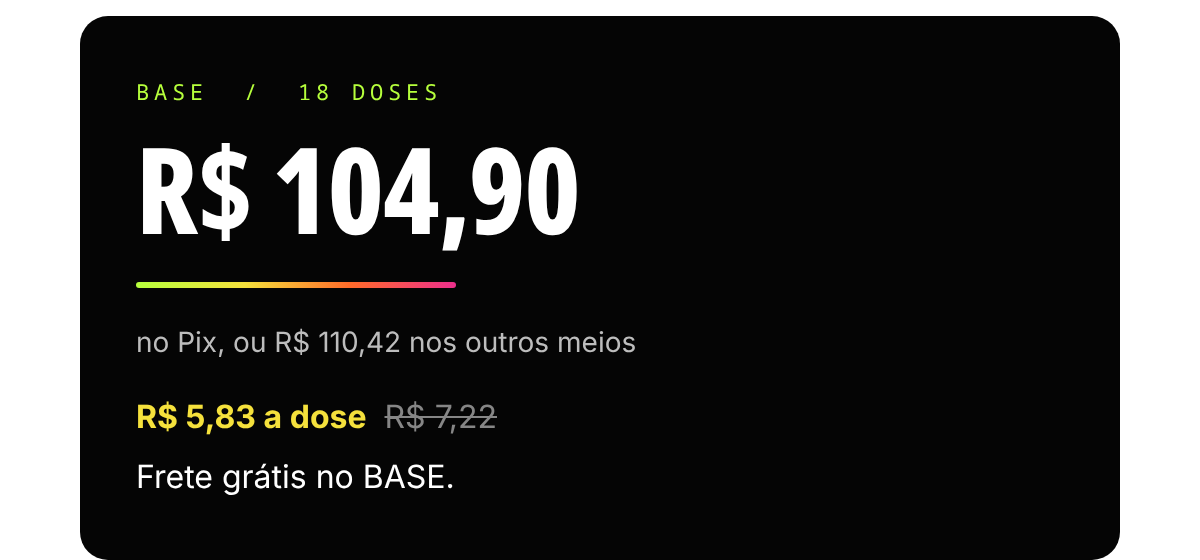 BASE / 18 DOSES
R$ 104,90
no Pix, ou R$ 110,42 nos outros meios
R$ 5,83 a dose R$ 7,22
Frete grátis no BASE.